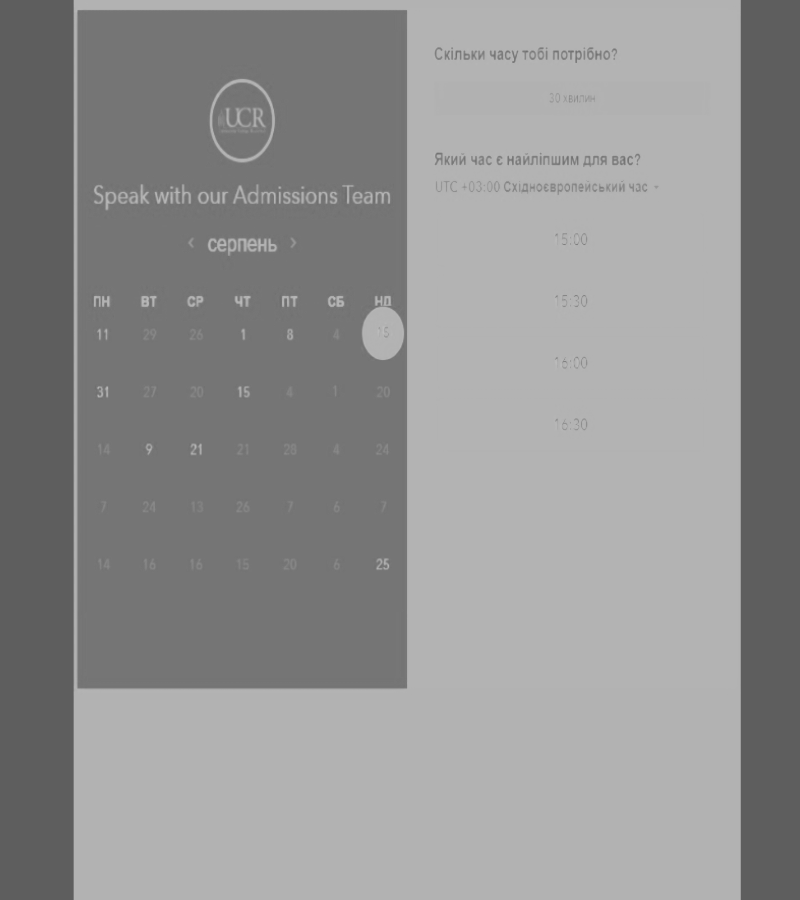 UCR
Speak with our Admissions Team
‹ серпень ›
ПН ВТ СР ЧТ ПТ СБ НД
11 29 26 1 8 4 15
31 27 20 15 4 1 20
14 9 21 21 28 4 24
7 24 13 26 7 6 7
14 16 16 15 20 6 25
Скільки часу тобі потрібно?
30 хвилин
Який час є найліпшим для вас?
UTC +03:00 Східноєвропейський час
15:00
15:30
16:00
16:30